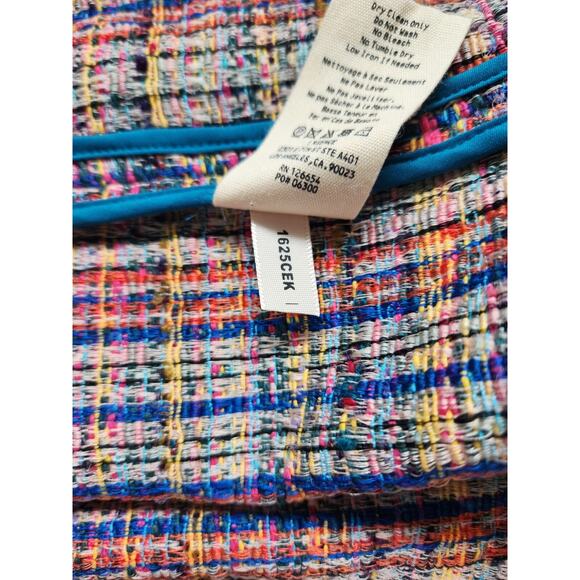 Dry Clean Only
Do Not Wash
No Bleach
No Tumble Dry
Low Iron If Needed
Nettoyage à Sec Seulement
Ne Pas Laver
Ne Pas Javelliser
Ne Pas Sécher à la Machine
Basse Teneur en
Fer en Cas de
STE A401
LOS ANGELES, CA. 90023
RN 126654
PO# 06300
1625CEK